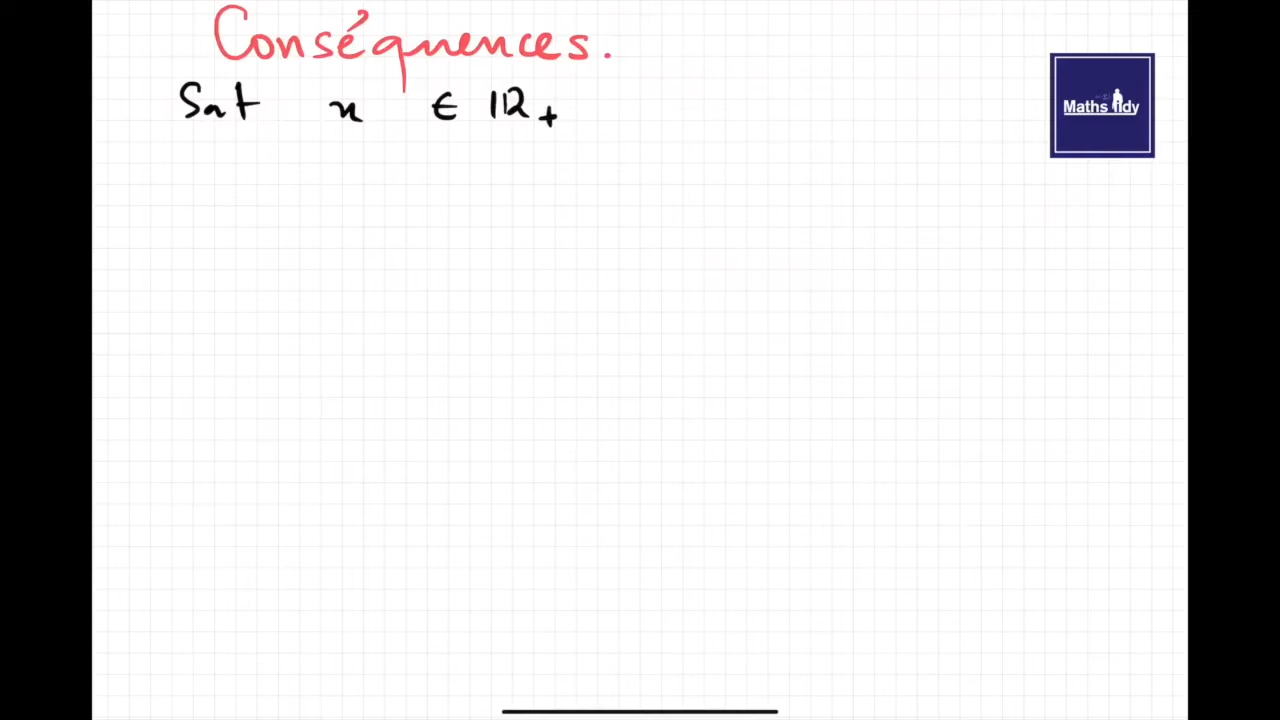 Conséquences.
Soit x ∈ ℝ+
Maths Tidy